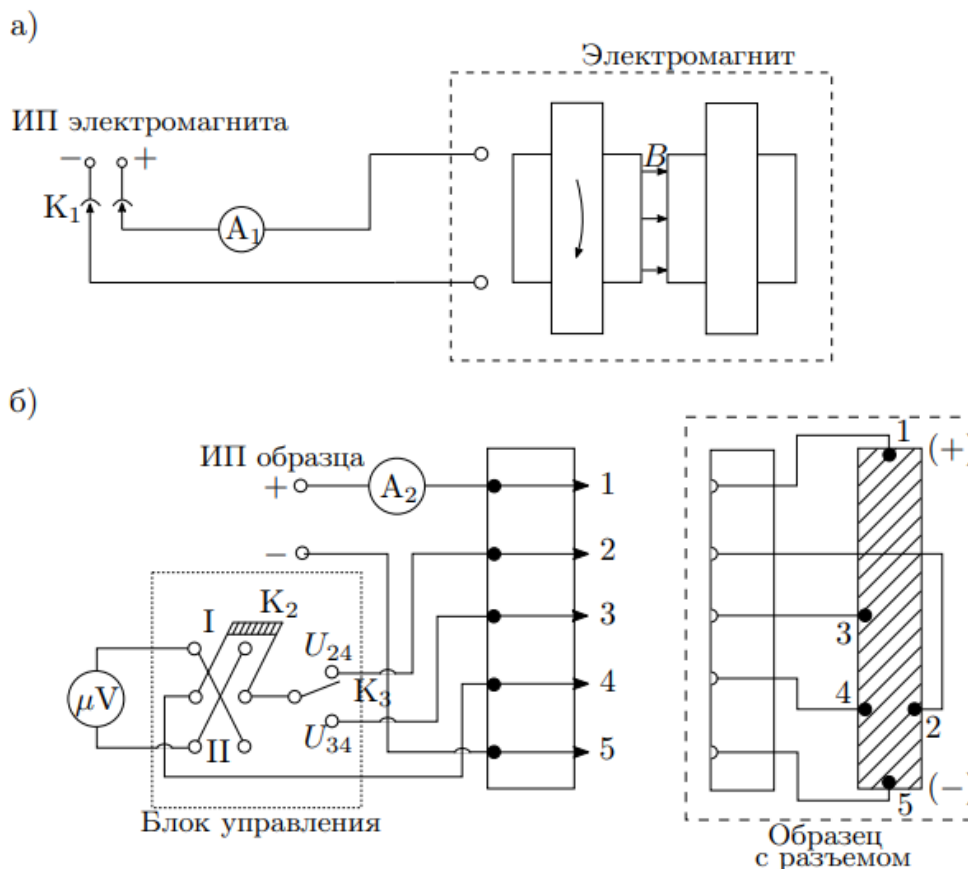 а)
Электромагнит
ИП электромагнита
− +
K₁
A₁
B
б)
ИП образца
+
A₂
−
1
2
3
4
5
I
K₂
U₂₄
K₃
U₃₄
II
μV
Блок управления
1
(+)
3
4
2
5
(−)
Образец
с разъемом